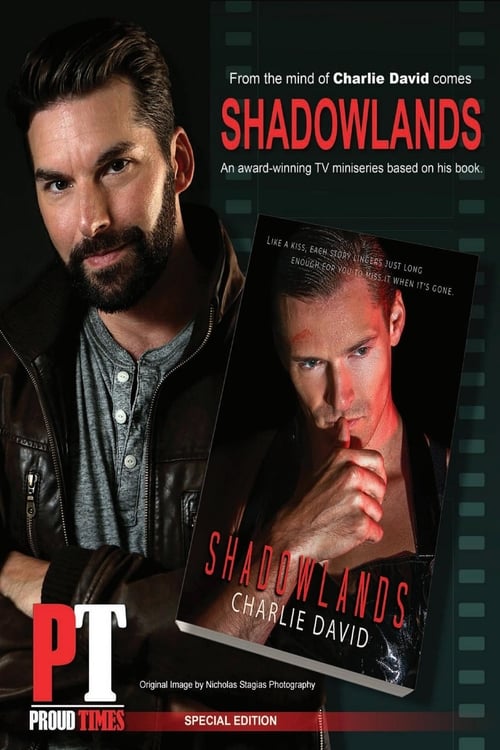 From the mind of Charlie David comes
SHADOWLANDS
An award-winning TV miniseries based on his book.
LIKE A KISS, EACH STORY LINGERS JUST LONG
ENOUGH FOR YOU TO MISS IT WHEN IT'S GONE.
SHADOWLANDS
CHARLIE DAVID
PT
PROUD TIMES
Original Image by Nicholas Stagias Photography
SPECIAL EDITION